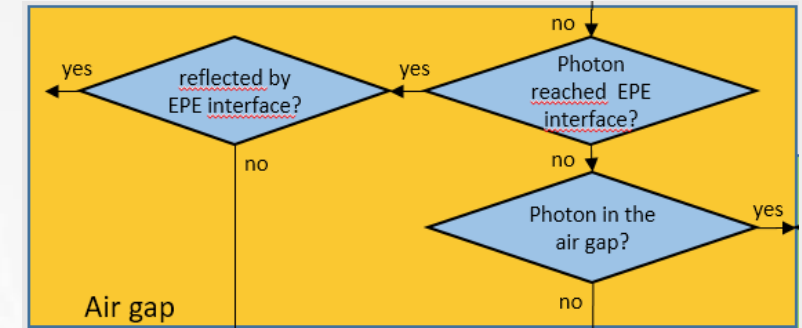 no
yes
reflected by
EPE interface?
yes
Photon
reached EPE
interface?
no
no
Photon in the
air gap?
yes
no
Air gap